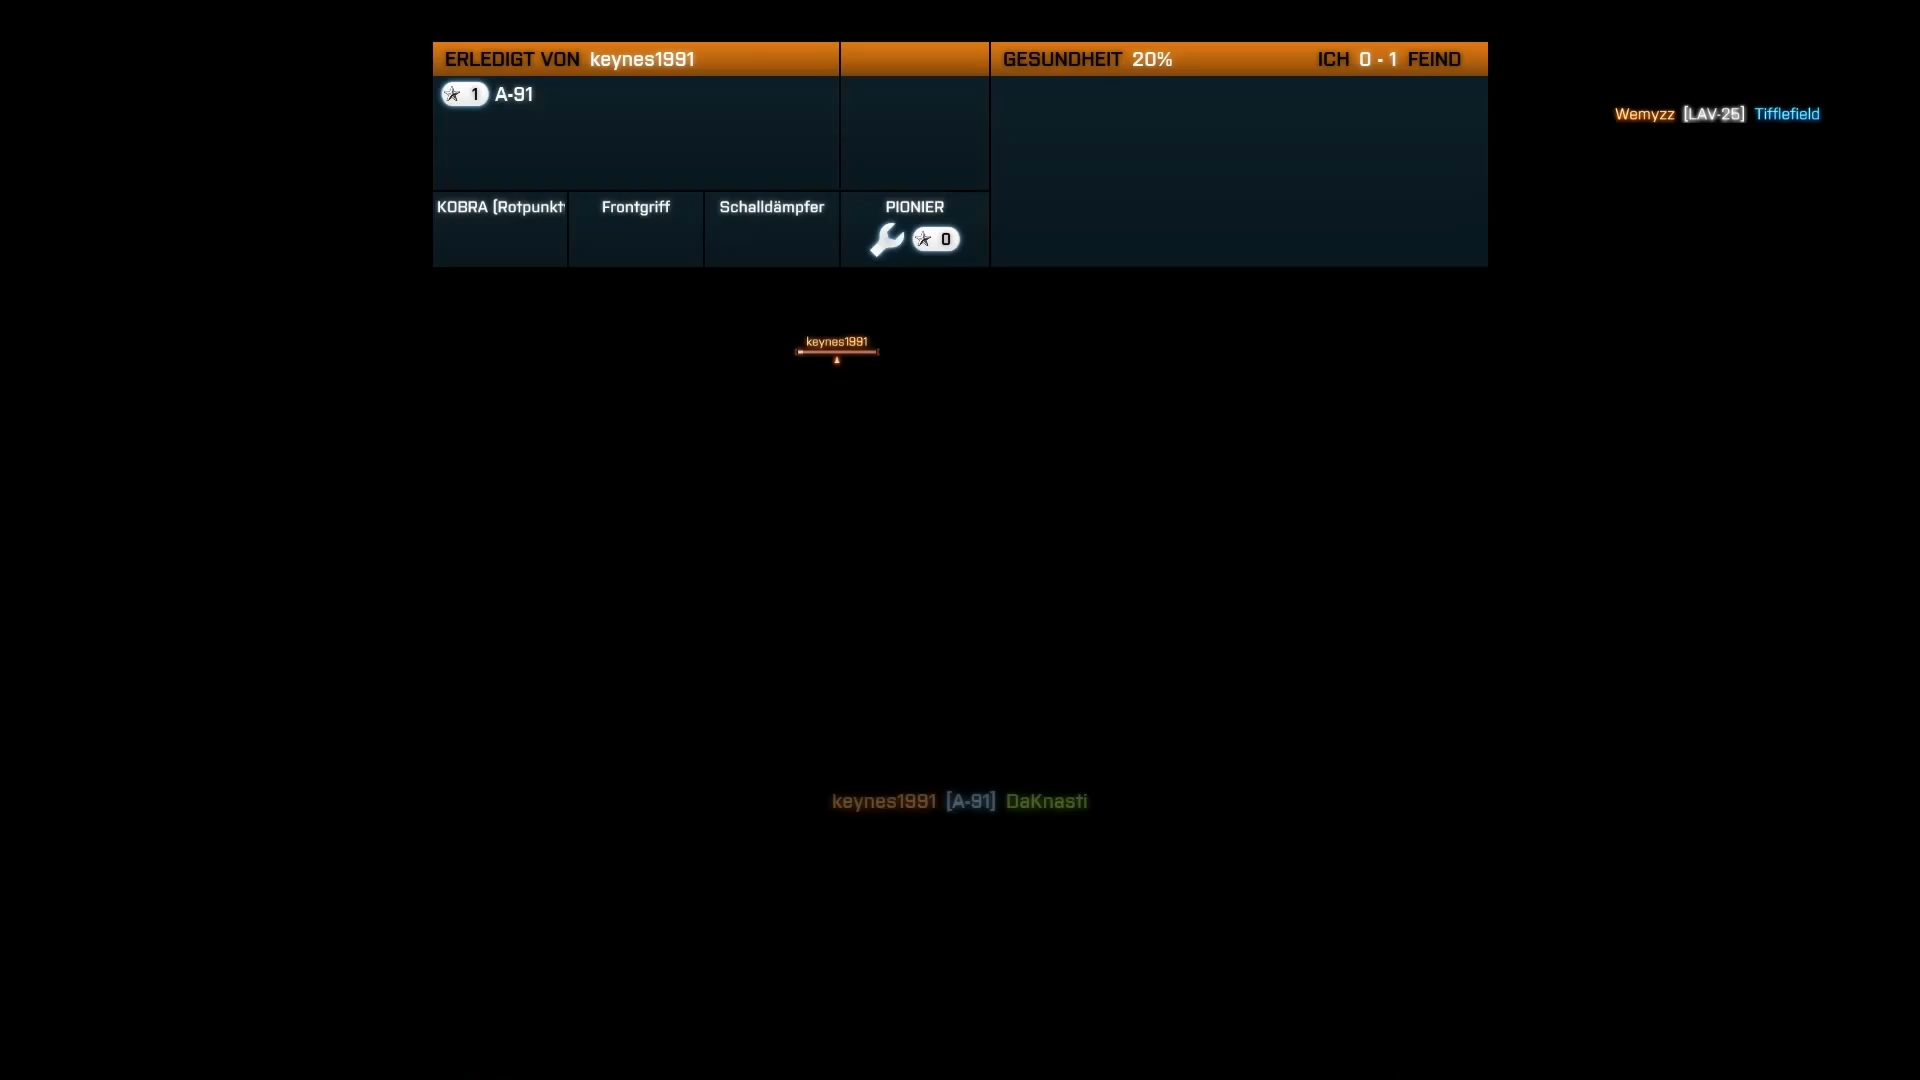 ERLEDIGT VON keynes1991
GESUNDHEIT 20% ICH 0 - 1 FEIND
1 A-91
Wemyzz [LAV-25] Tifflefield
KOBRA (Rotpunkt
Frontgriff
Schalldämpfer
PIONIER
0
keynes1991
keynes1991 [A-91] DaKnasti